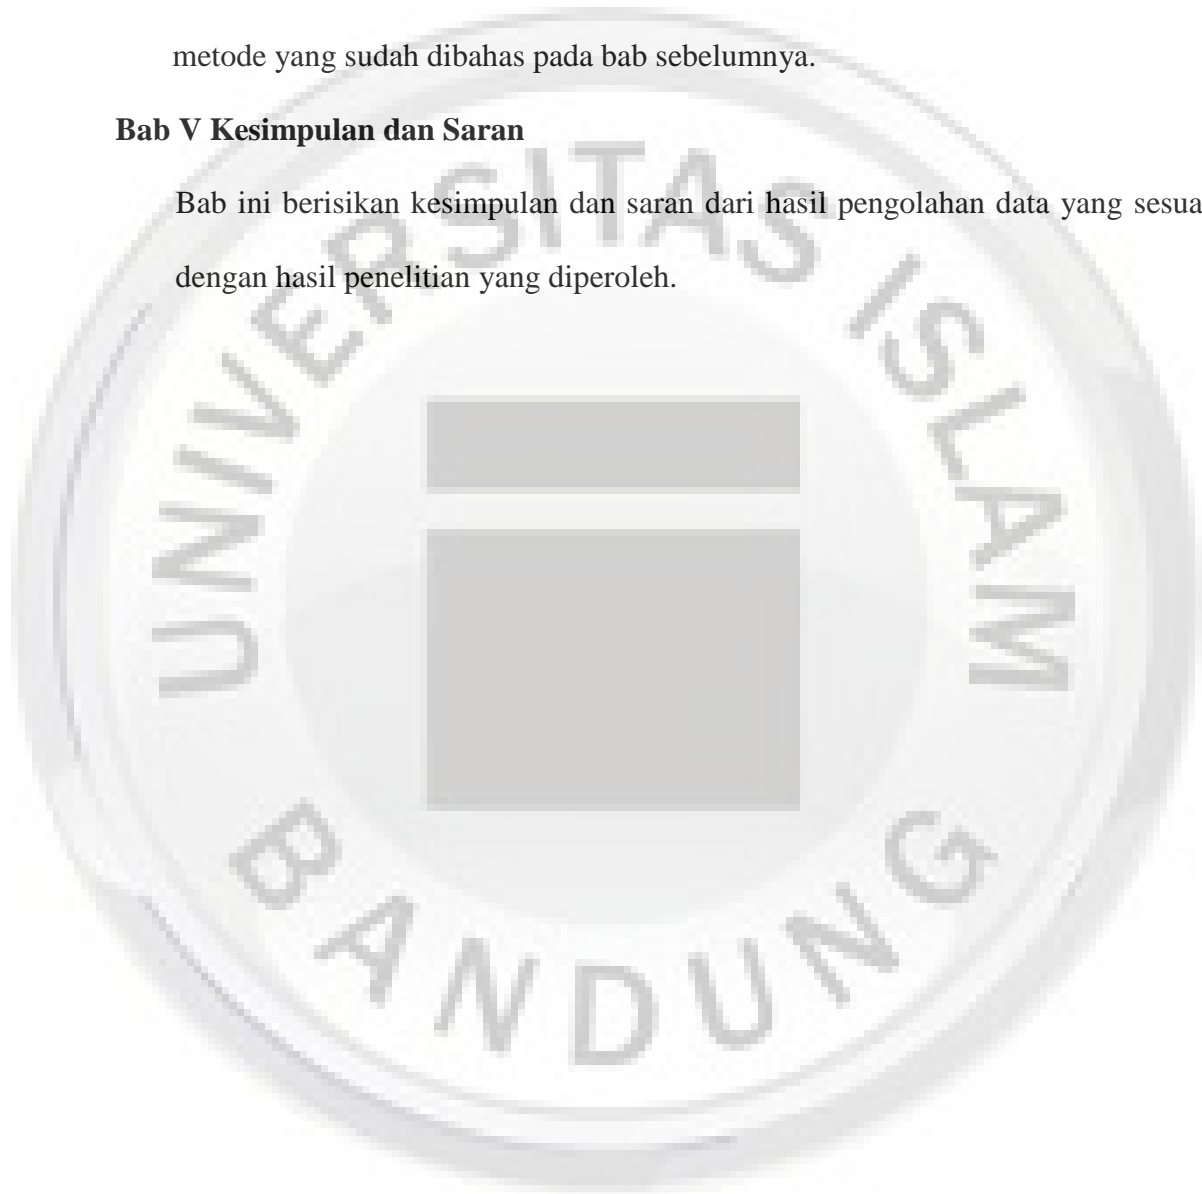 metode yang sudah dibahas pada bab sebelumnya.
Bab V Kesimpulan dan Saran
Bab ini berisikan kesimpulan dan saran dari hasil pengolahan data yang sesua
dengan hasil penelitian yang diperoleh.
UNIVERSITAS ISLAM
BANDUNG